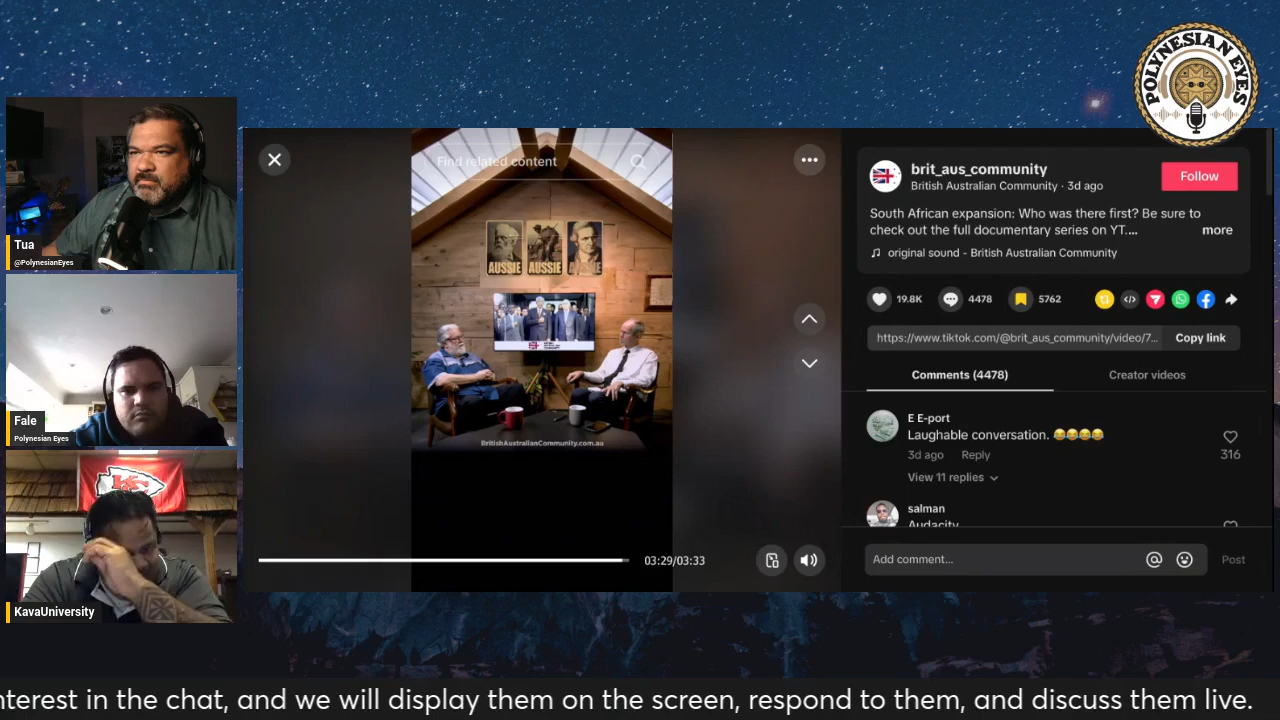 POLYNESIAN EYES
Tua
@PolynesianEyes
Fale
Polynesian Eyes
KC
KavaUniversity
Find related content
AUSSIE
AUSSIE
AUSSIE
BritishAustralianCommunity.com.au
03:29/03:33
brit_aus_community
British Australian Community · 3d ago
Follow
South African expansion: Who was there first? Be sure to
check out the full documentary series on YT.... more
original sound - British Australian Community
19.8K
4478
5762
https://www.tiktok.com/@brit_aus_community/video/7...
Copy link
Comments (4478)
Creator videos
E E-port
Laughable conversation. 😂😂😂😂
3d ago Reply
316
View 11 replies
salman
Audacity
Add comment...
Post
nterest in the chat, and we will display them on the screen, respond to them, and discuss them live.